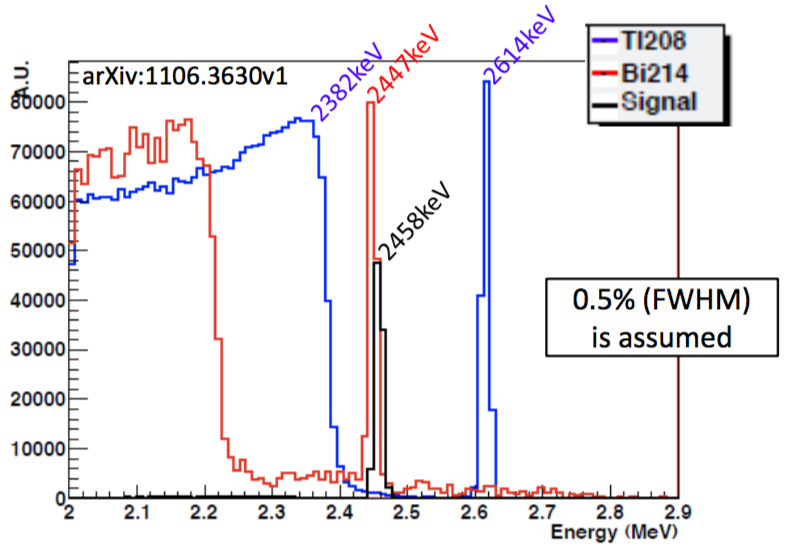 arXiv:1106.3630v1
2382keV
2447keV
2458keV
2614keV
Tl208
Bi214
Signal
0.5% (FWHM)
is assumed
A.U.
80000
70000
60000
50000
40000
30000
20000
10000
0
2 2.1 2.2 2.3 2.4 2.5 2.6 2.7 2.8 2.9
Energy (MeV)